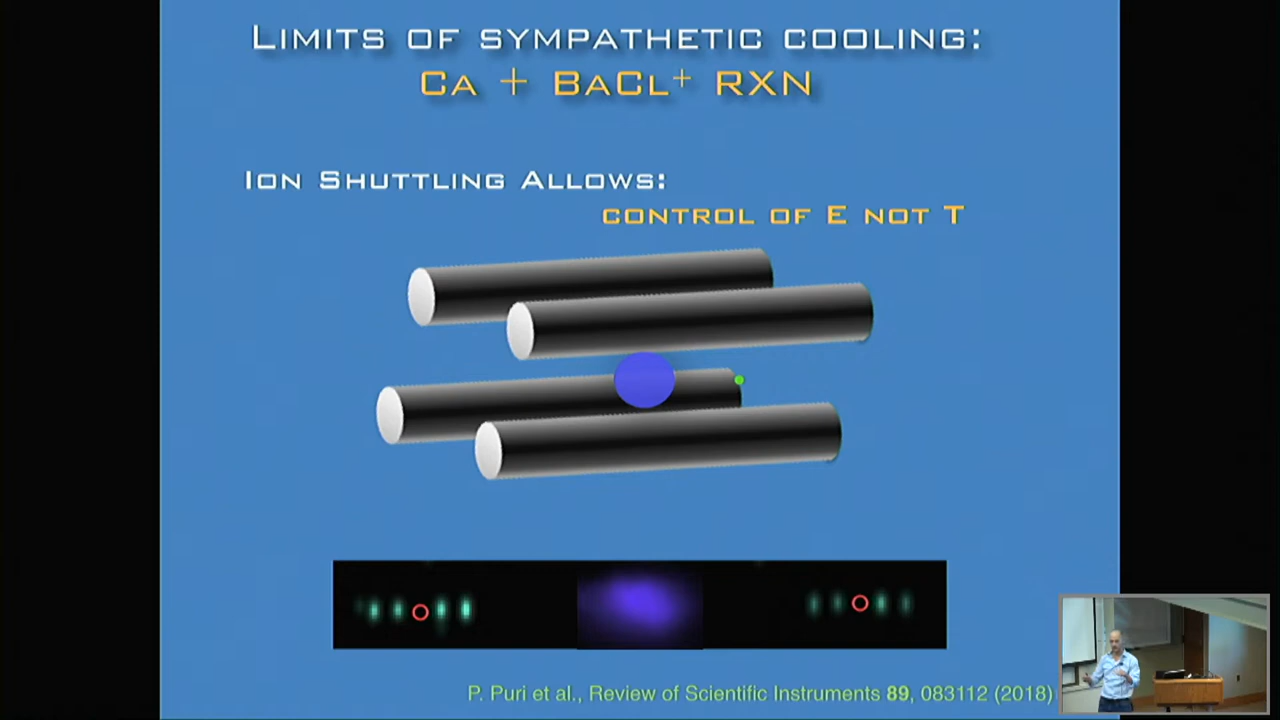 LIMITS OF SYMPATHETIC COOLING:
CA + BACL⁺ RXN
ION SHUTTLING ALLOWS:
CONTROL OF E NOT T
P. Puri et al., Review of Scientific Instruments 89, 083112 (2018)